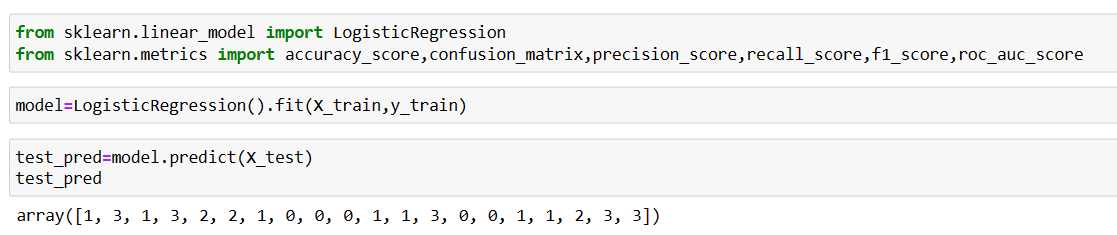 from sklearn.linear_model import LogisticRegression
from sklearn.metrics import accuracy_score,confusion_matrix,precision_score,recall_score,f1_score,roc_auc_score
model=LogisticRegression().fit(X_train,y_train)
test_pred=model.predict(X_test)
test_pred
array([1, 3, 1, 3, 2, 2, 1, 0, 0, 0, 1, 1, 3, 0, 0, 1, 1, 2, 3, 3])